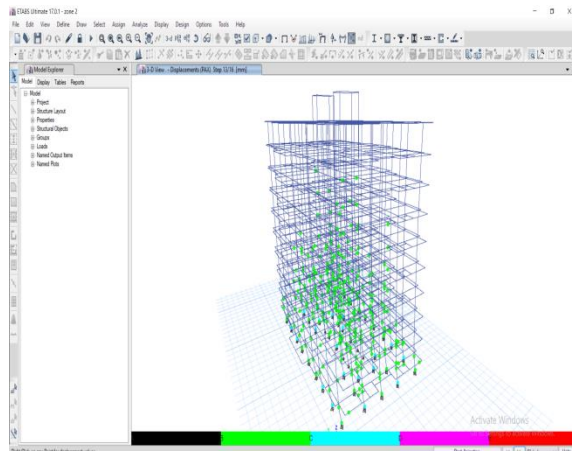 ETABS Ultimate 17.0.1 - zone 2
File Edit View Define Draw Select Assign Analyze Display Design Options Tools Help
Model Explorer
3-D View - Displacements (PAX) Step 12/16 [mm]
Model Display Tables Reports
Model
Project
Structure Layout
Properties
Structural Objects
Groups
Loads
Named Output Items
Named Plots
Activate Windows